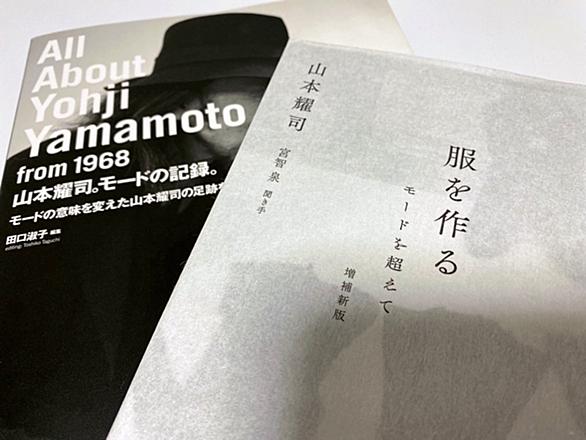 All
About
Yohji
Yamamoto
from 1968
山本耀司。モードの記録。
モードの意味を変えた山本耀司の足跡を
田口淑子 編集
editing: Toshiko Taguchi
服を作る
モードを超えて
増補新版
山本耀司
宮智 泉 聞き手